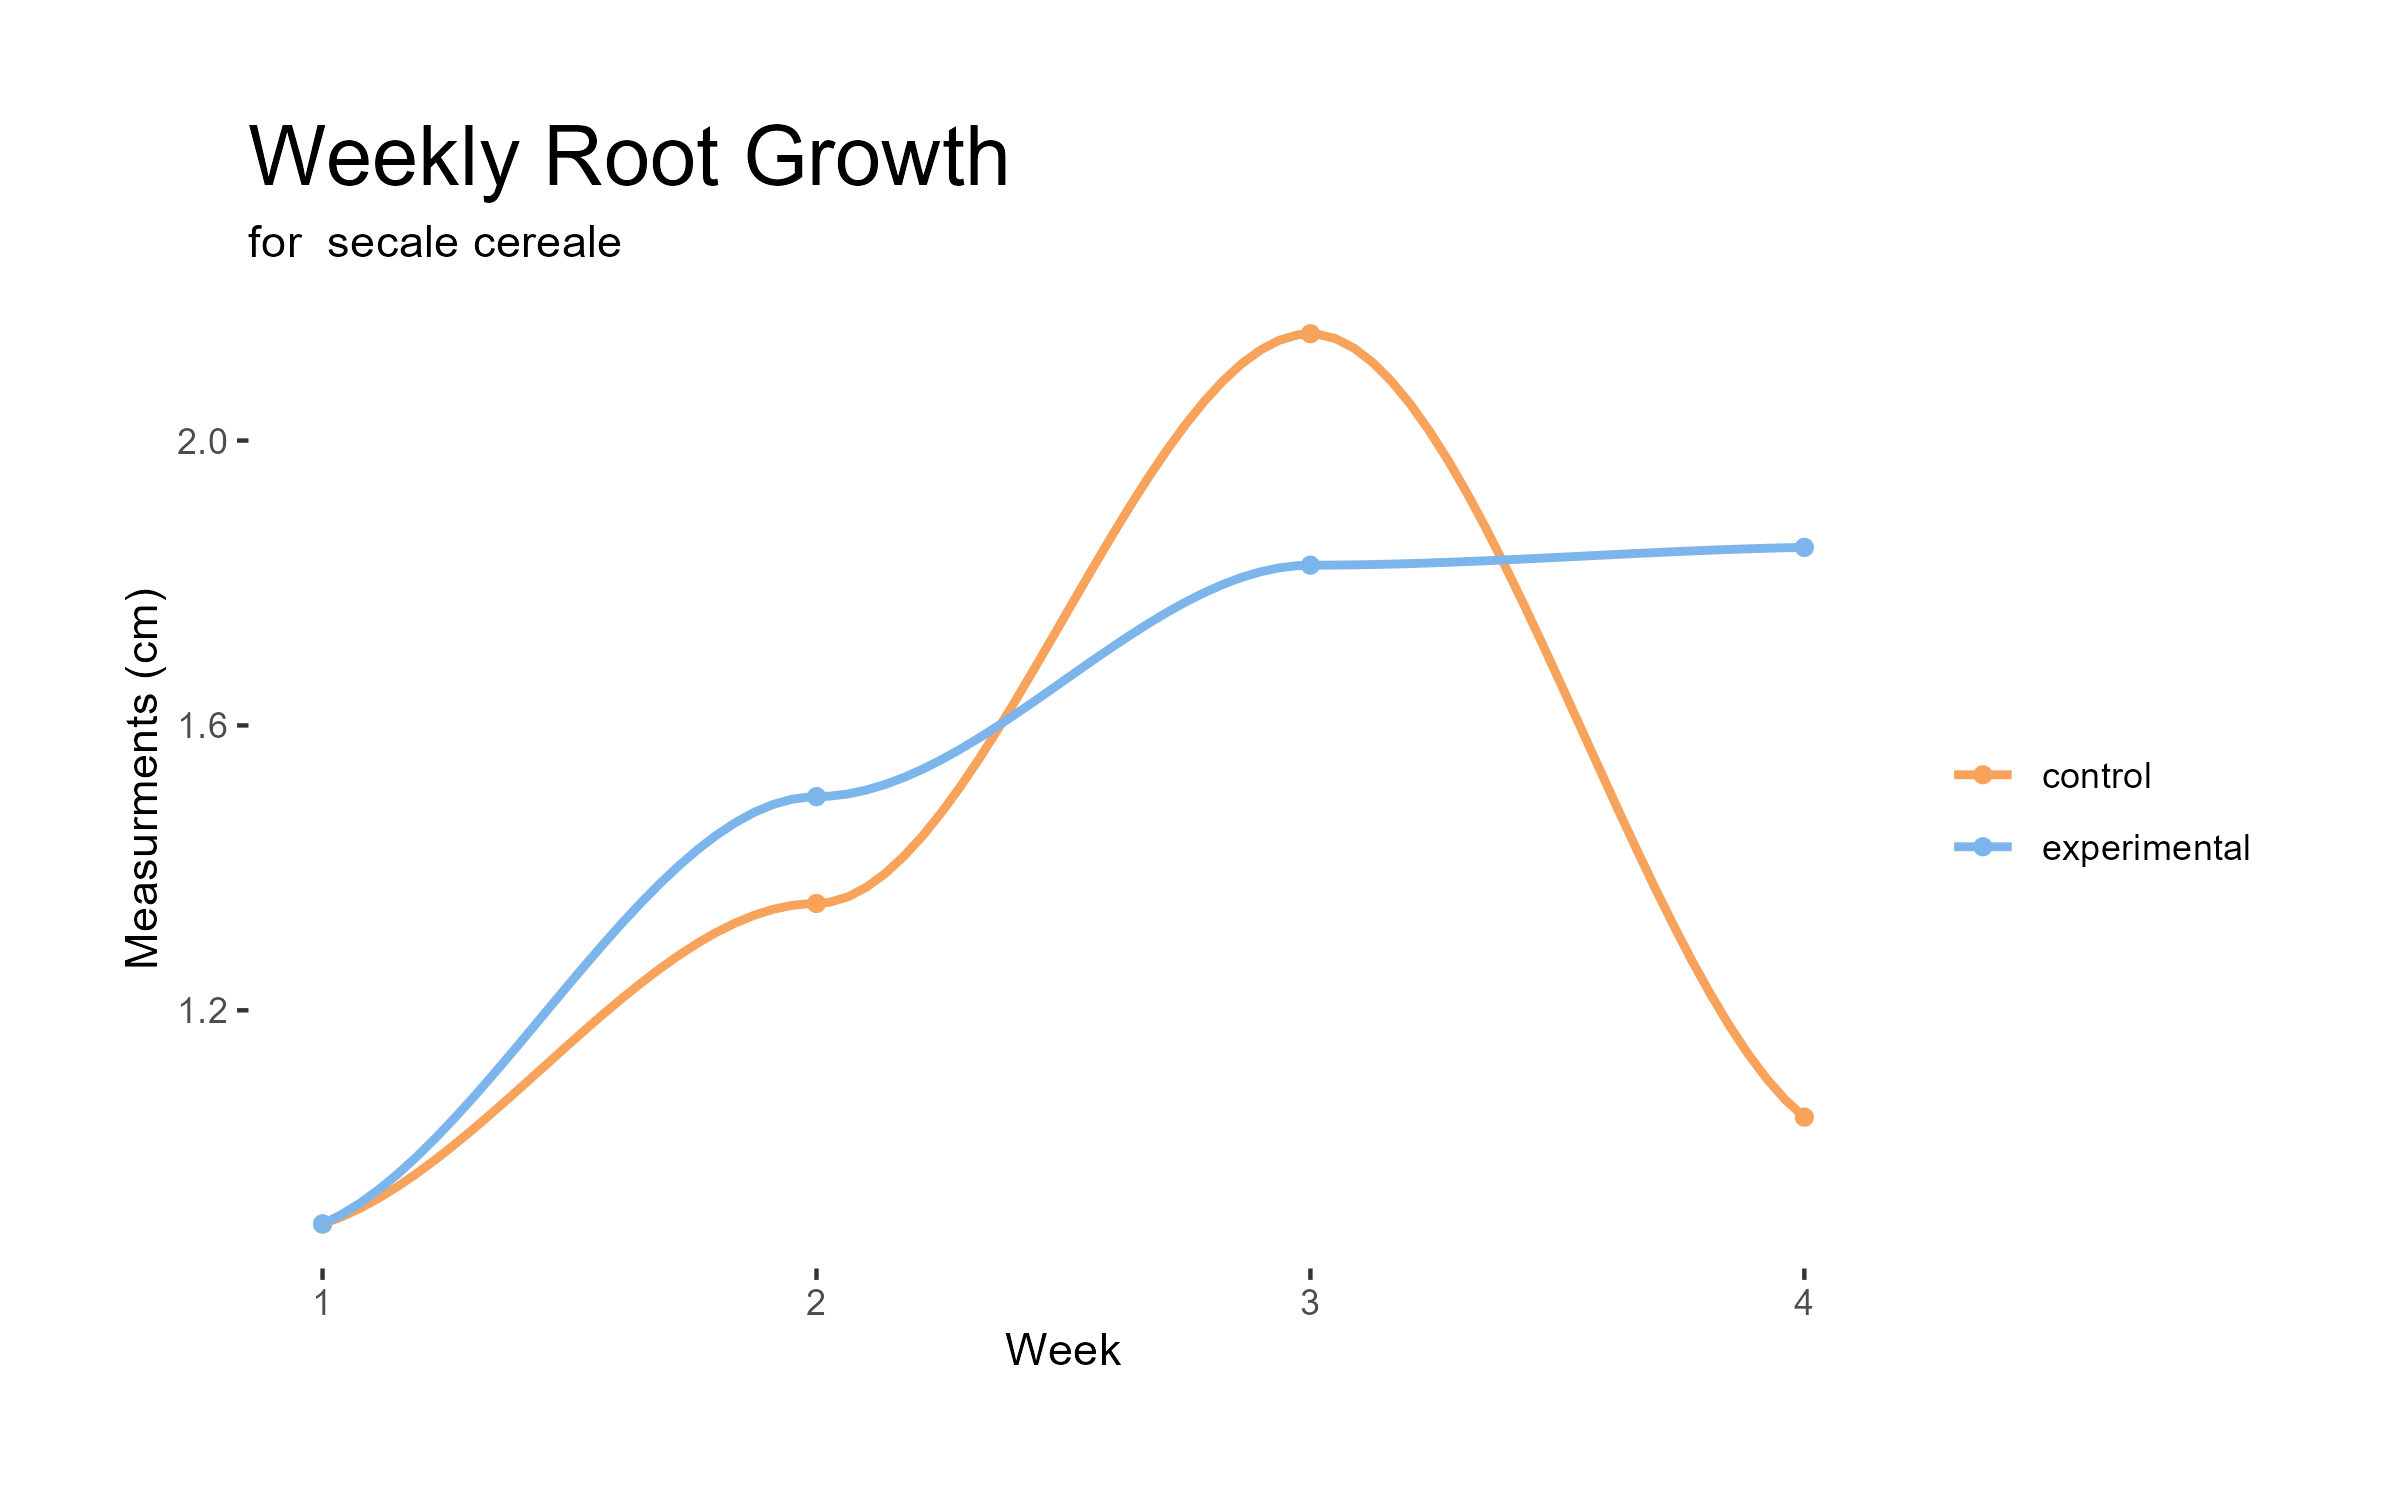 Weekly Root Growth
for  secale cereale
Measurments (cm)
2.0
1.6
1.2
control
experimental
1 2 3 4
Week